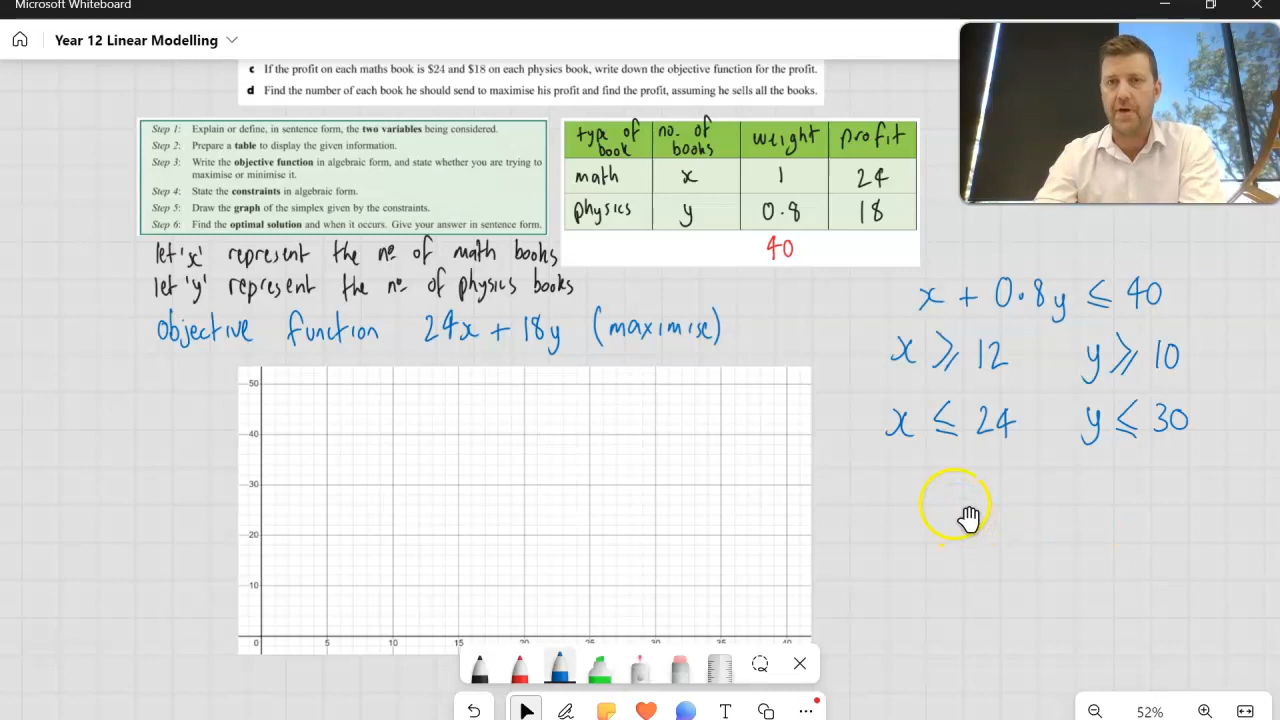 Microsoft Whiteboard
Year 12 Linear Modelling
c If the profit on each maths book is $24 and $18 on each physics book, write down the objective function for the profit.
d Find the number of each book he should send to maximise his profit and find the profit, assuming he sells all the books.
Step 1: Explain or define, in sentence form, the two variables being considered.
Step 2: Prepare a table to display the given information.
Step 3: Write the objective function in algebraic form, and state whether you are trying to
maximise or minimise it.
Step 4: State the constraints in algebraic form.
Step 5: Draw the graph of the simplex given by the constraints.
Step 6: Find the optimal solution and when it occurs. Give your answer in sentence form.
type of book no. of books weight profit
math x 1 24
physics y 0.8 18
40
let 'x' represent the nº of math books
let 'y' represent the nº of physics books
objective function 24x + 18y (maximise)
x + 0.8y ≤ 40
x ≥ 12 y ≥ 10
x ≤ 24 y ≤ 30
50
40
30
20
10
0 5 10 15 20 25 30 35 40
52%